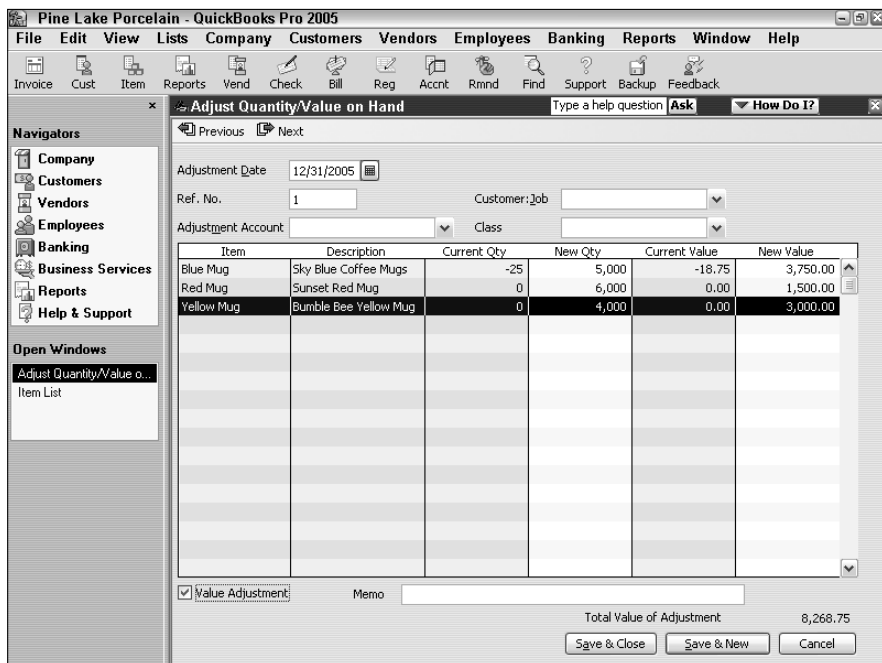 Pine Lake Porcelain - QuickBooks Pro 2005
File Edit View Lists Company Customers Vendors Employees Banking Reports Window Help
Invoice Cust Item Reports Vend Check Bill Reg Accnt Rmnd Find Support Backup Feedback
Adjust Quantity/Value on Hand Type a help question Ask How Do I?
Previous Next
Navigators
Company
Customers
Vendors
Employees
Banking
Business Services
Reports
Help & Support
Open Windows
Adjust Quantity/Value o...
Item List
Adjustment Date 12/31/2005
Ref. No. 1 Customer:Job
Adjustment Account Class
Item Description Current Qty New Qty Current Value New Value
Blue Mug Sky Blue Coffee Mugs -25 5,000 -18.75 3,750.00
Red Mug Sunset Red Mug 0 6,000 0.00 1,500.00
Yellow Mug Bumble Bee Yellow Mug 0 4,000 0.00 3,000.00
Value Adjustment Memo
Total Value of Adjustment 8,268.75
Save & Close Save & New Cancel